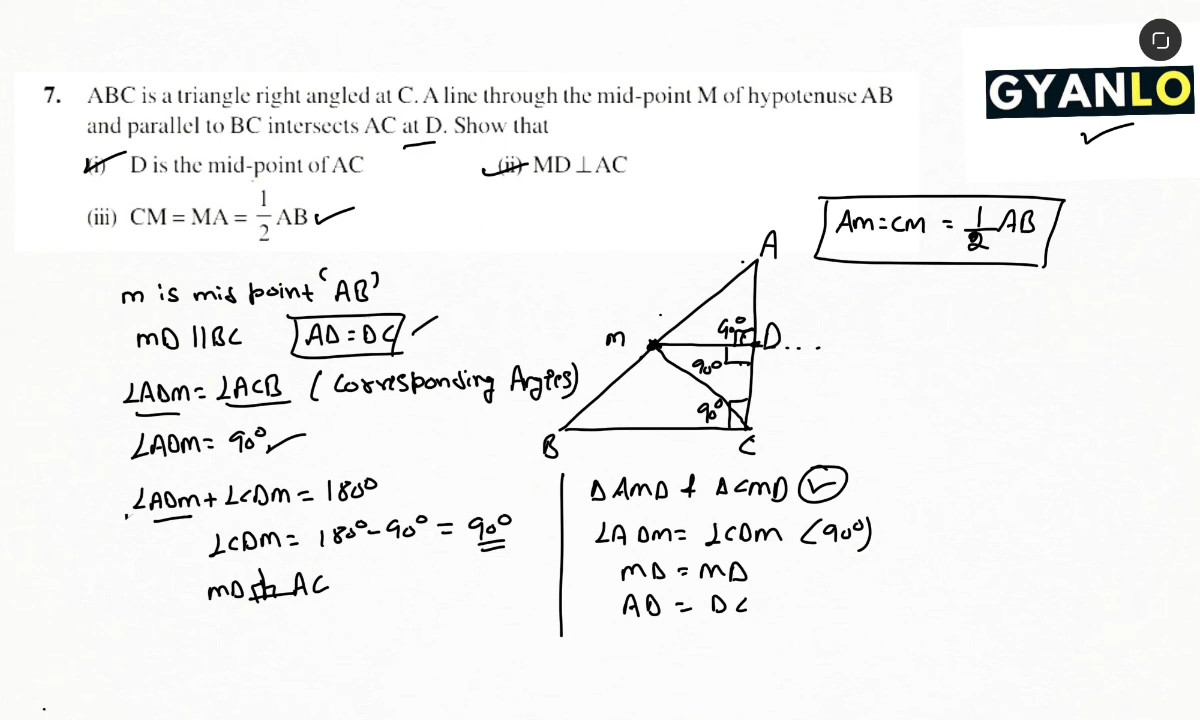 GYANLO
7. ABC is a triangle right angled at C. A line through the mid-point M of hypotenuse AB
and parallel to BC intersects AC at D. Show that
(i) D is the mid-point of AC (ii) MD ⊥ AC
(iii) CM = MA = 1/2 AB
AM = CM = 1/2 AB
M is mid point 'AB'
MD || BC AD = DC
∠ADM = ∠ACB (Corresponding Angles)
∠ADM = 90°
∠ADM + ∠CDM = 180°
∠CDM = 180° - 90° = 90°
MD ⊥ AC
A
M 90° D...
90°
90°
B C
Δ AMD & Δ CMD
∠ADM = ∠CDM (90°)
MD = MD
AD = DC